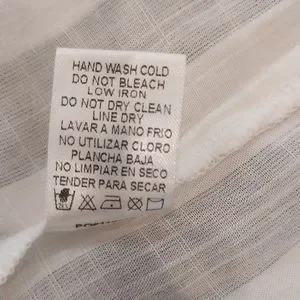 HAND WASH COLD
DO NOT BLEACH
LOW IRON
DO NOT DRY CLEAN
LINE DRY
LAVAR A MANO FRIO
NO UTILIZAR CLORO
PLANCHA BAJA
NO LIMPIAR EN SECO
TENDER PARA SECAR